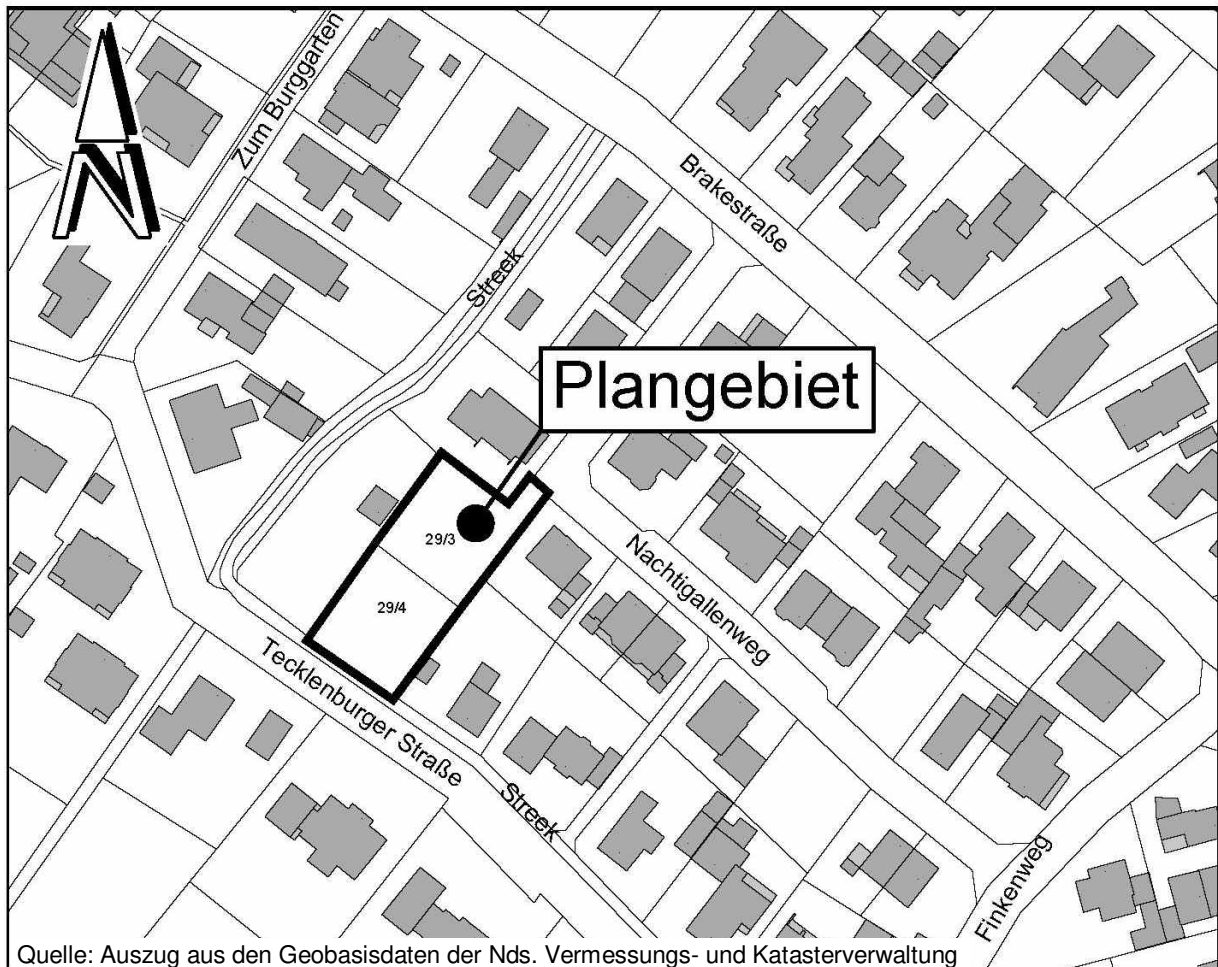 N
Zum Burggarten
Brakestraße
Streek
Plangebiet
29/3
29/4
Nachtigallenweg
Tecklenburger Straße
Streek
Finkenweg
Quelle: Auszug aus den Geobasisdaten der Nds. Vermessungs- und Katasterverwaltung